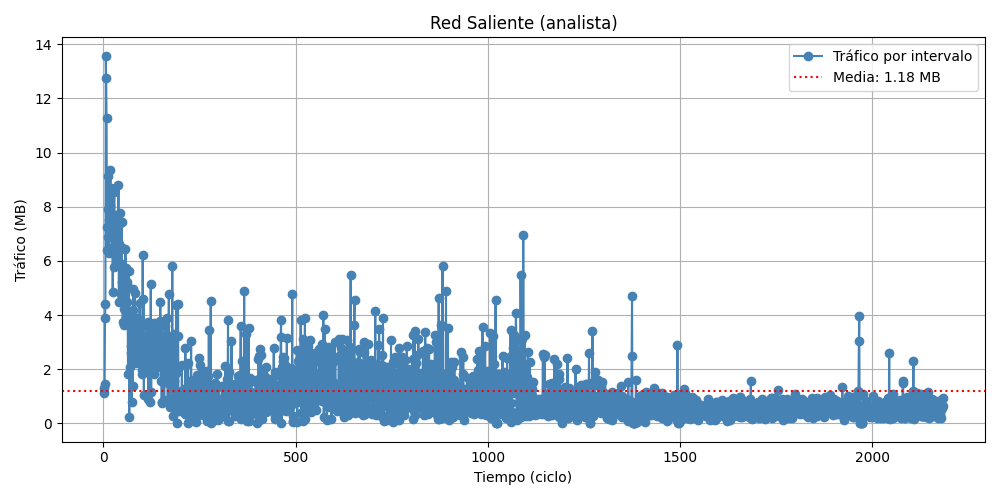 Red Saliente (analista)
Tráfico por intervalo
Media: 1.18 MB
Tráfico (MB)
14
12
10
8
6
4
2
0
0 500 1000 1500 2000
Tiempo (ciclo)